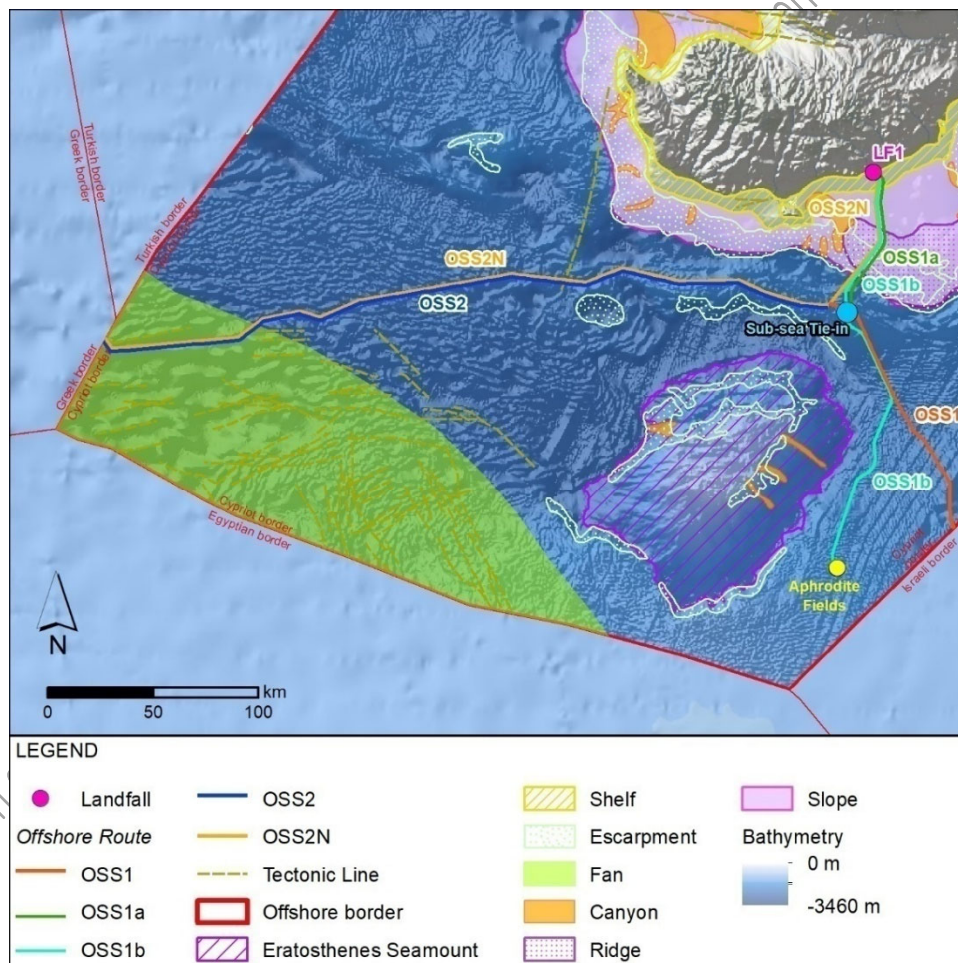 Turkish border
Greek border
Turkish border
LF1
OSS2N
OSS2N
OSS1a
OSS1b
OSS2
Sub-sea Tie-in
Greek border
Cypriot border
OSS1
OSS1b
Cypriot border
Egyptian border
Israeli border
Aphrodite
Fields
N
km
0 50 100
LEGEND
Landfall
Offshore Route
OSS1
OSS1a
OSS1b
OSS2
OSS2N
Tectonic Line
Offshore border
Eratosthenes Seamount
Shelf
Escarpment
Fan
Canyon
Ridge
Slope
Bathymetry
0 m
-3460 m